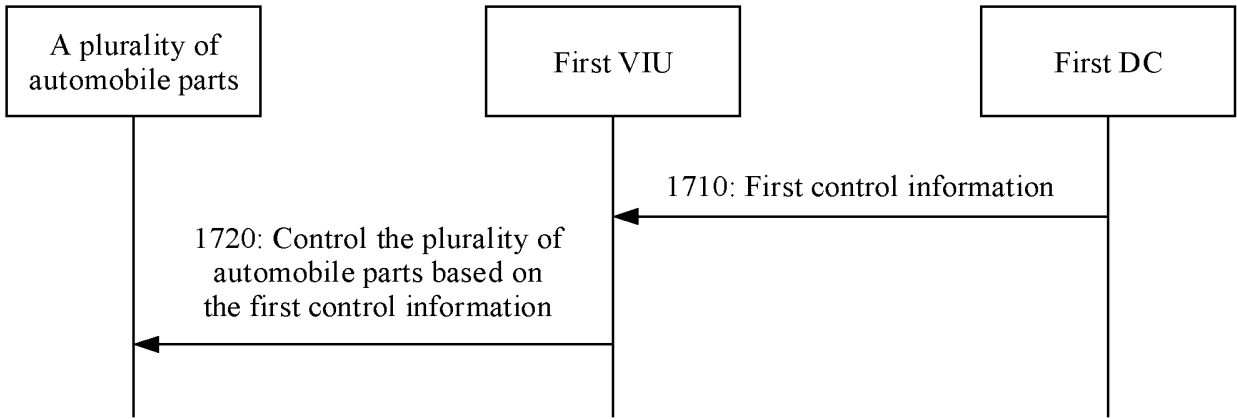 A plurality of
automobile parts
First VIU
First DC
1710: First control information
1720: Control the plurality of
automobile parts based on
the first control information